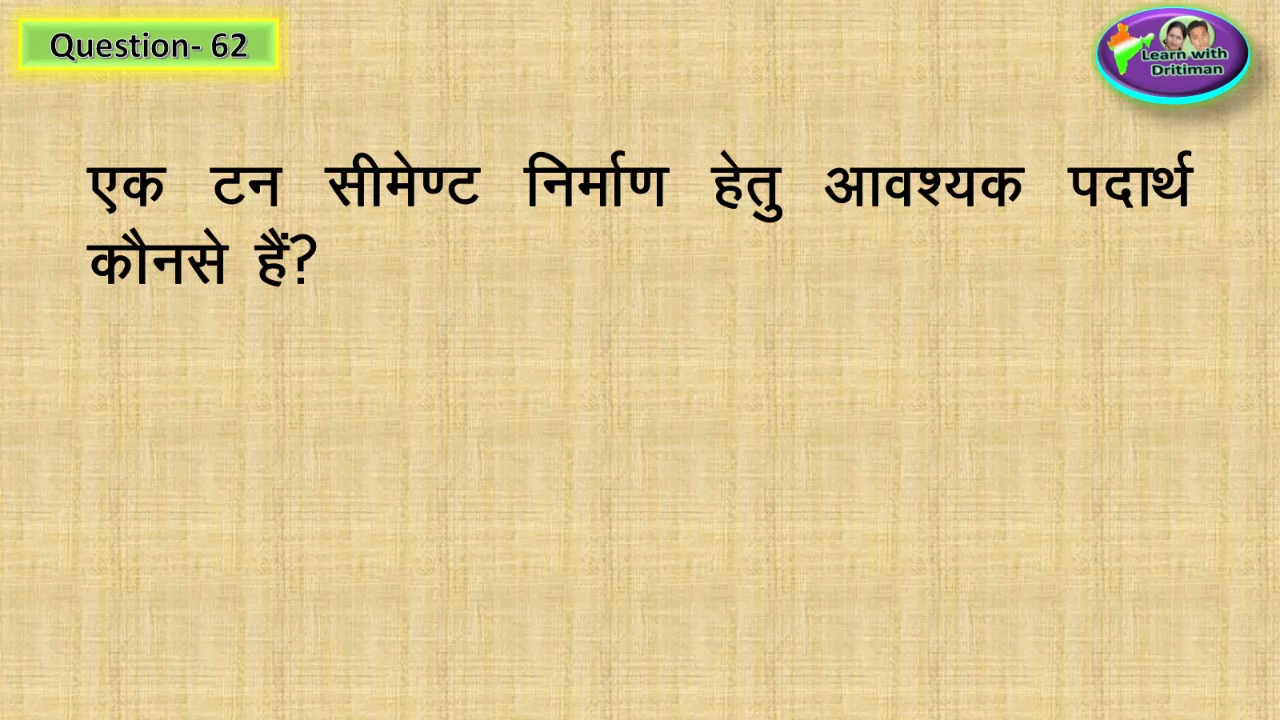 Question- 62
Learn with
Dritiman
एक टन सीमेण्ट निर्माण हेतु आवश्यक पदार्थ
कौनसे हैं?